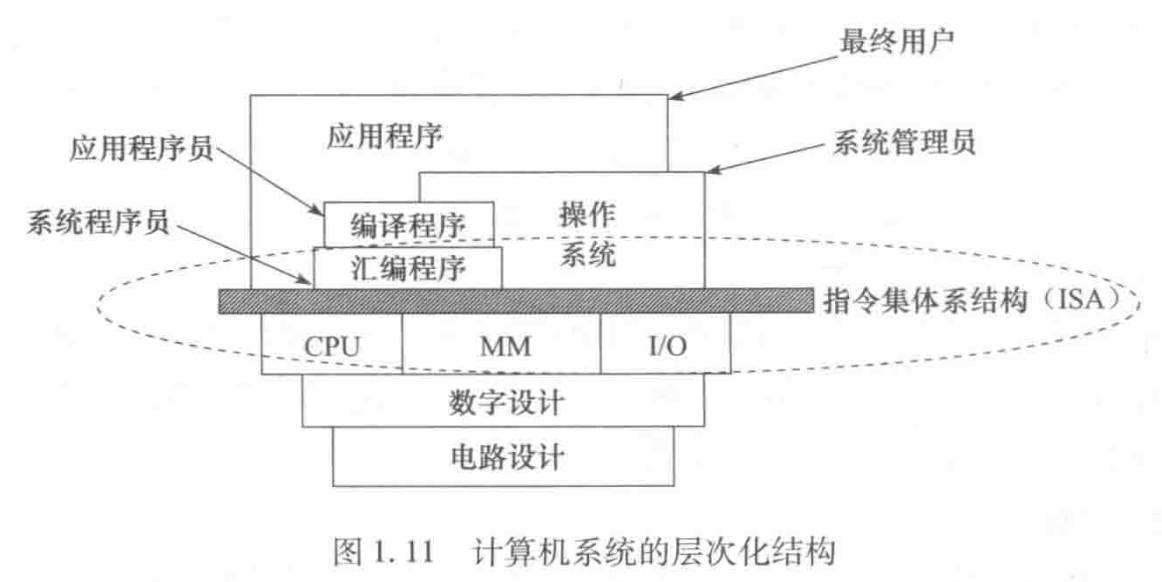 最终用户
应用程序
应用程序员
系统管理员
编译程序
操作
系统
系统程序员
汇编程序
指令集体系结构（ISA）
CPU
MM
I/O
数字设计
电路设计
图 1.11 计算机系统的层次化结构